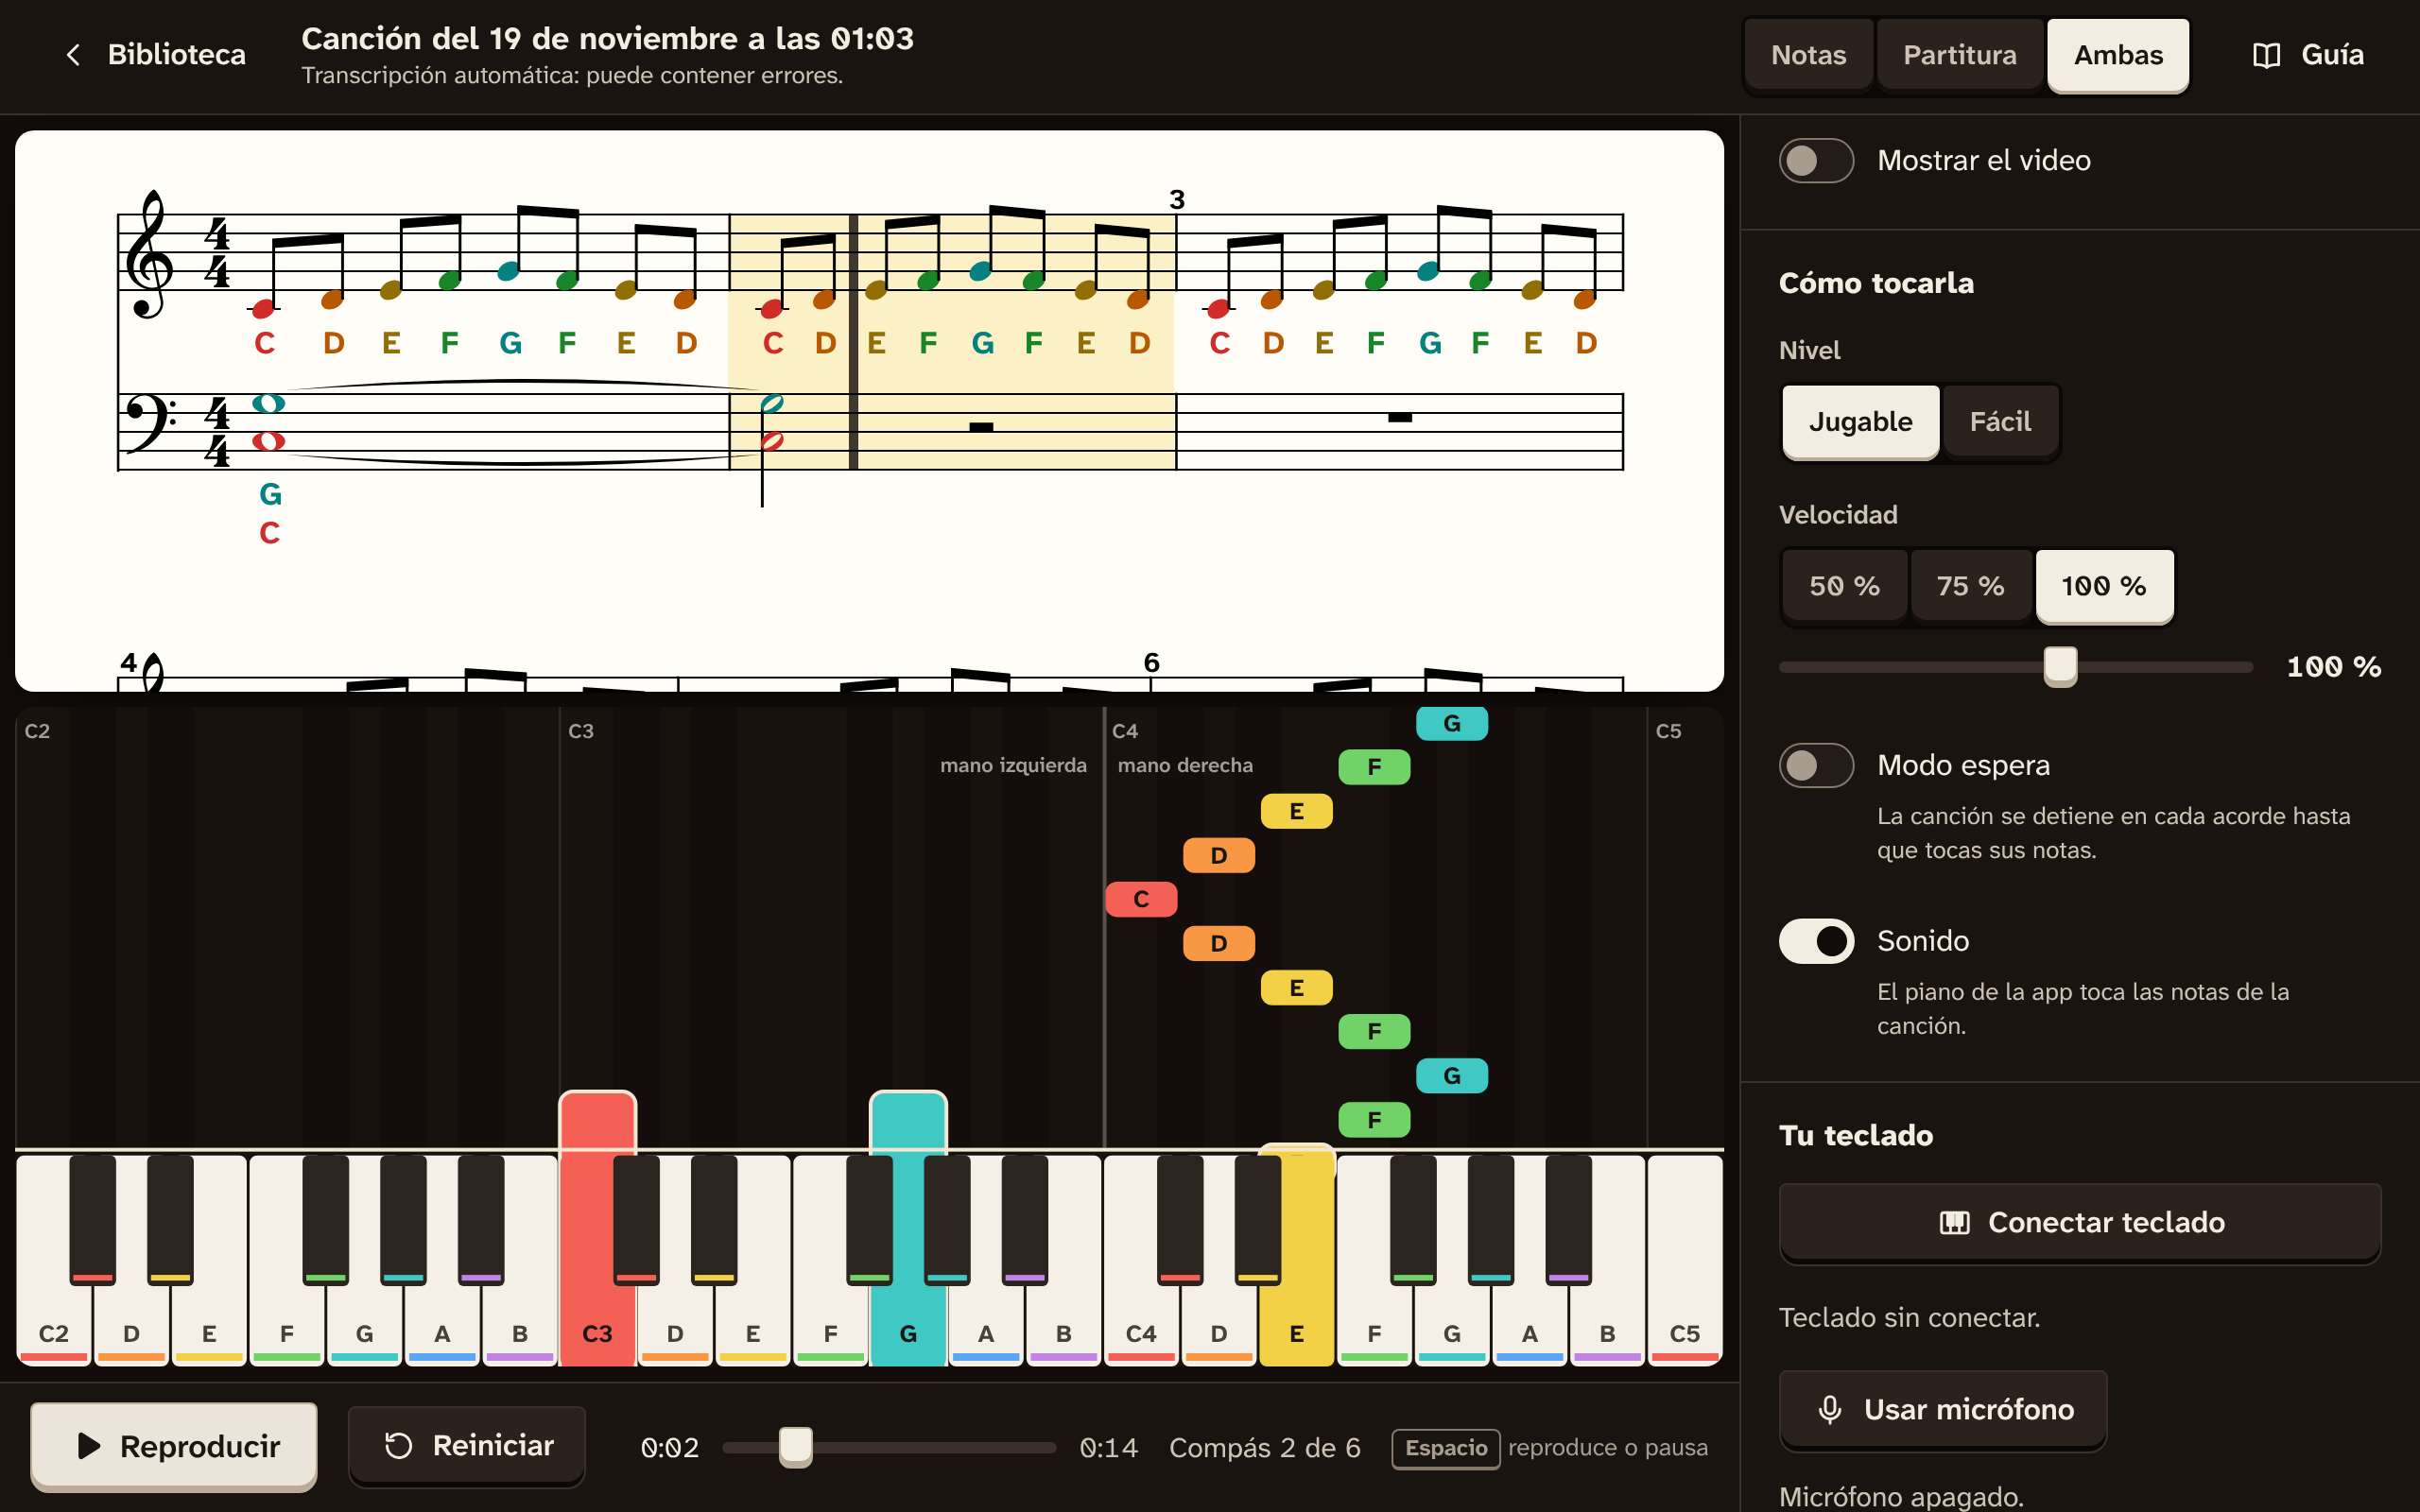 Biblioteca
Canción del 19 de noviembre a las 01:03
Transcripción automática: puede contener errores.
Notas
Partitura
Ambas
Guía
3
4
4
C D E F G F E D C D E F G F E D C D E F G F E D
4
4
G
C
4
6
C2
C3
C4
C5
mano izquierda
mano derecha
G
F
E
D
C
D
E
F
G
F
C2 D E F G A B C3 D E F G A B C4 D E F G A B C5
Reproducir
Reiniciar
0:02
0:14
Compás 2 de 6
Espacio reproduce o pausa
Mostrar el video
Cómo tocarla
Nivel
Jugable
Fácil
Velocidad
50 %
75 %
100 %
100 %
Modo espera
La canción se detiene en cada acorde hasta
que tocas sus notas.
Sonido
El piano de la app toca las notas de la
canción.
Tu teclado
Conectar teclado
Teclado sin conectar.
Usar micrófono
Micrófono apagado.